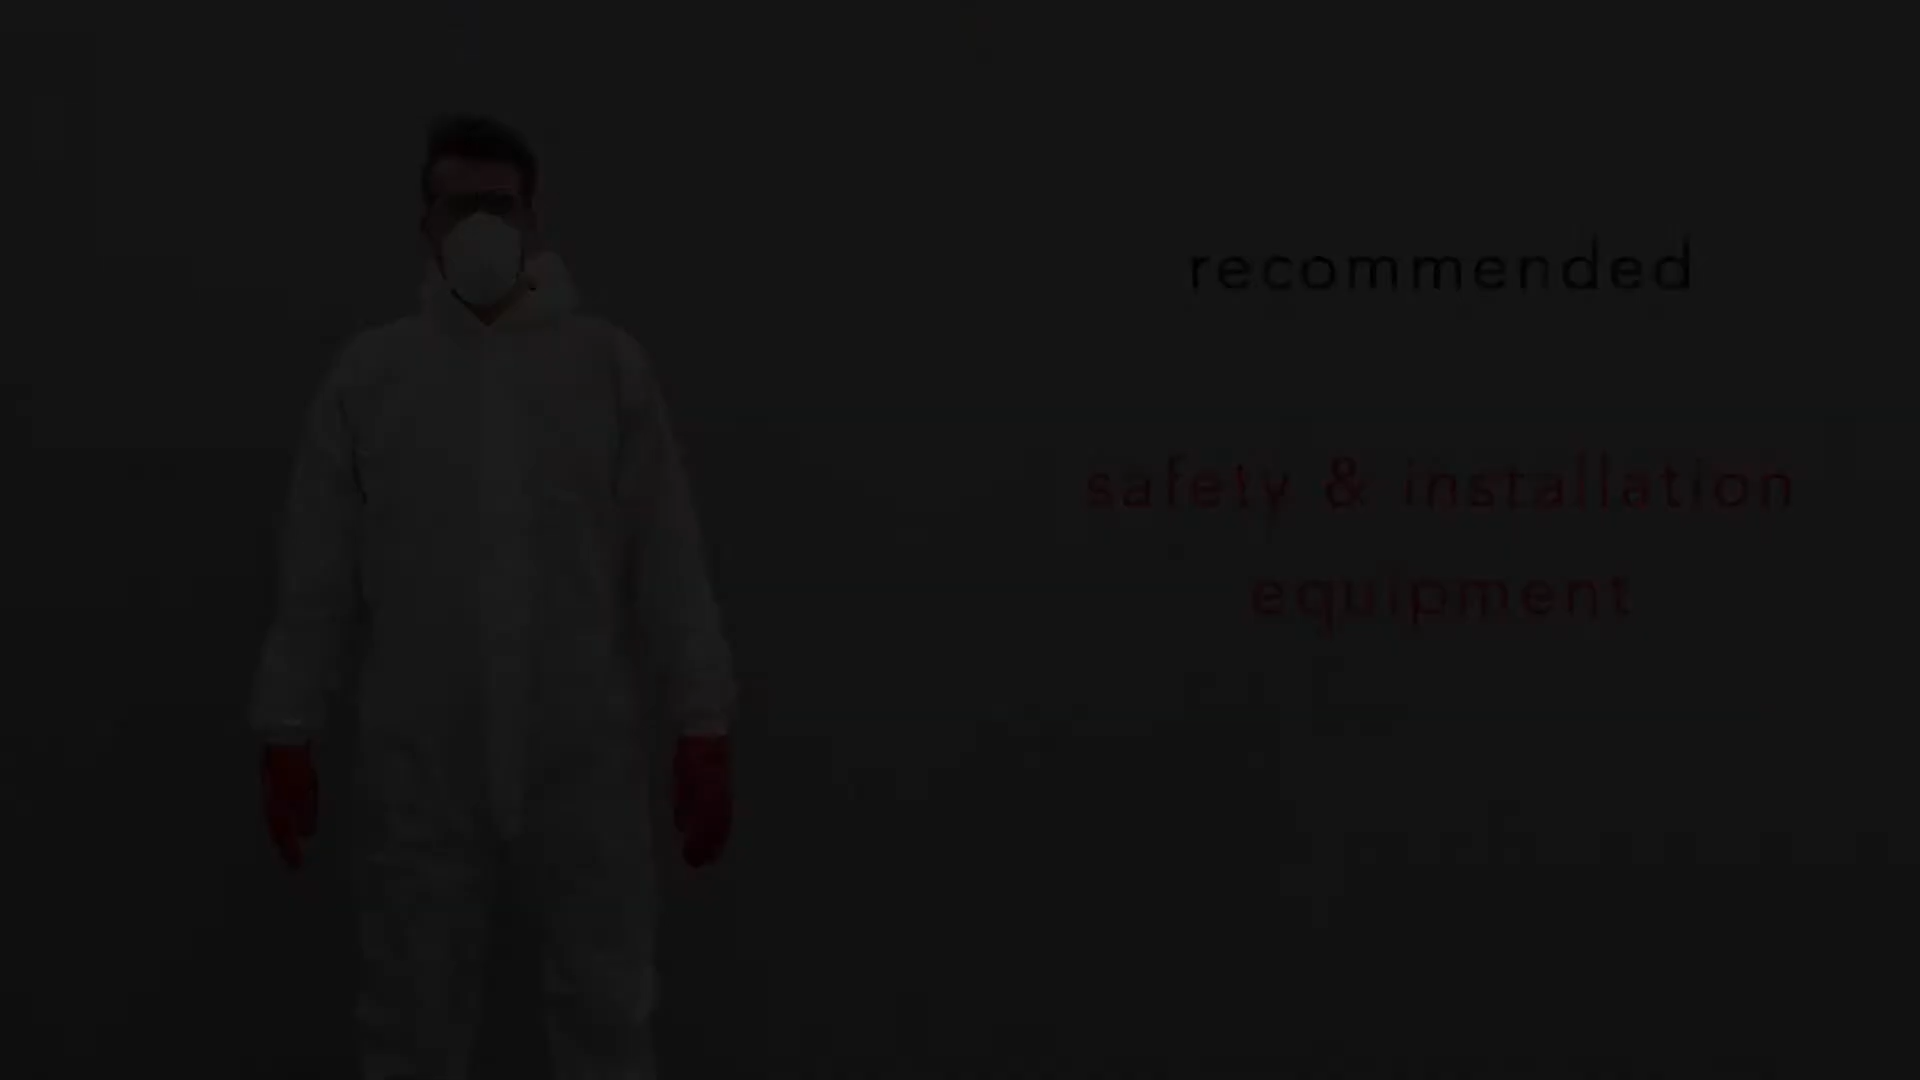 recommended
safety & installation
equipment